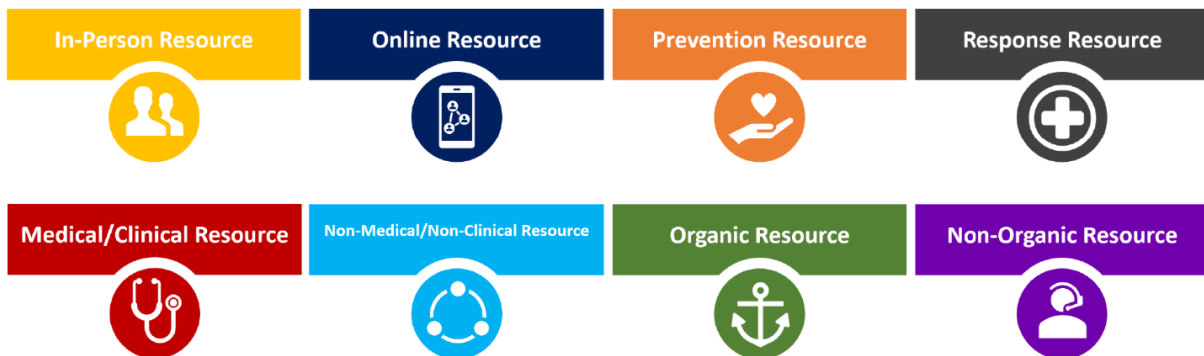 In-Person Resource
Online Resource
Prevention Resource
Response Resource
Medical/Clinical Resource
Non-Medical/Non-Clinical Resource
Organic Resource
Non-Organic Resource